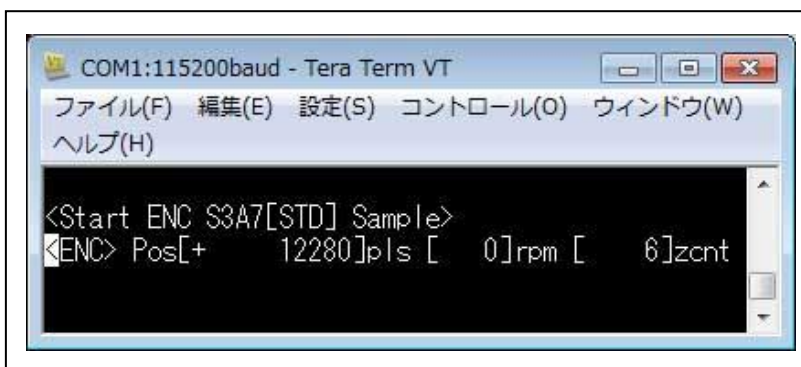 COM1:115200baud - Tera Term VT
ファイル(F) 編集(E) 設定(S) コントロール(O) ウィンドウ(W)
ヘルプ(H)
<Start ENC S3A7[STD] Sample>
<ENC> Pos[+ 12280]pls [ 0]rpm [ 6]zcnt